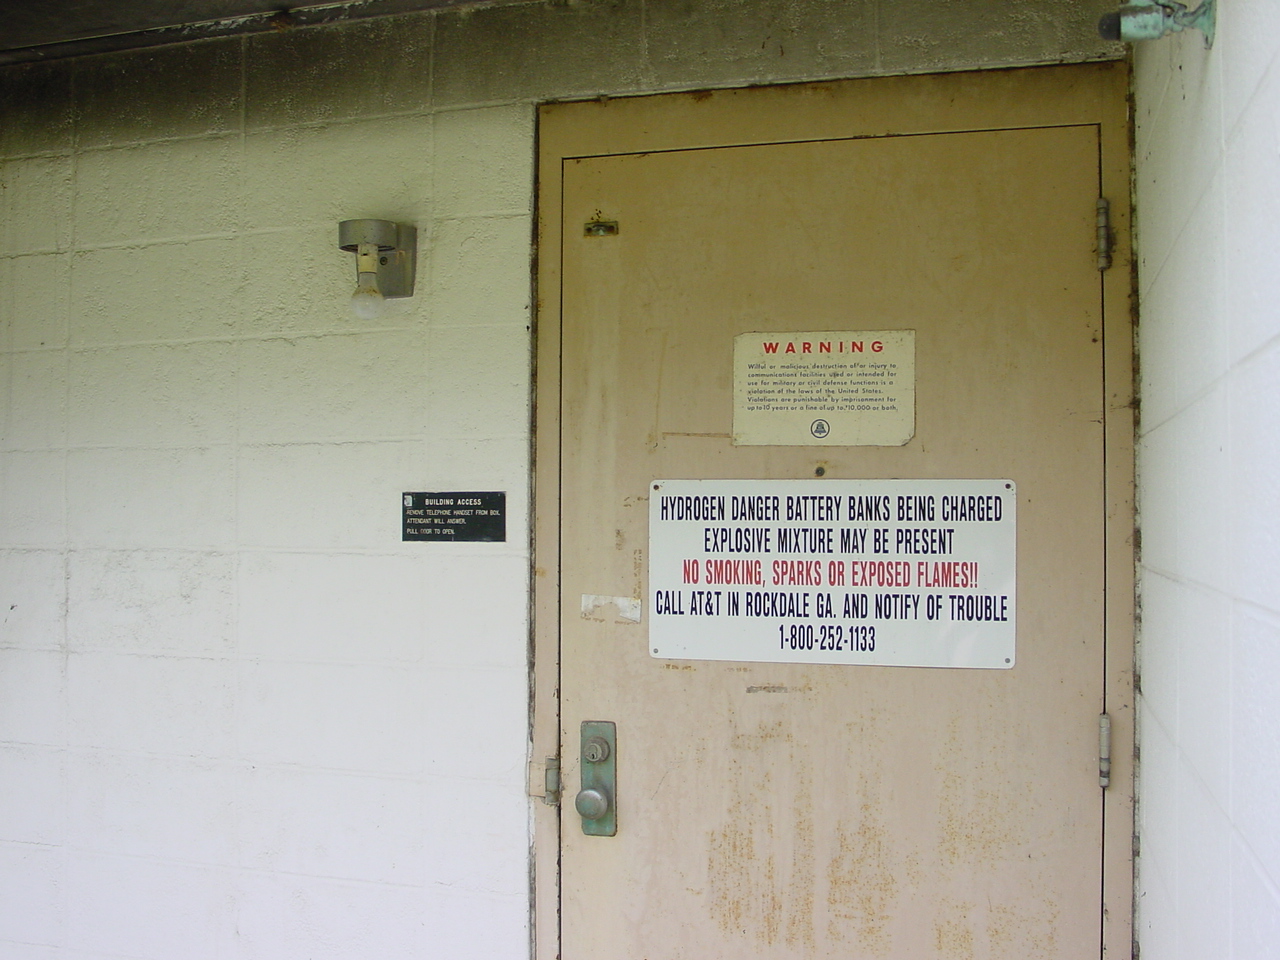 WARNING
Wilful or malicious destruction of or injury to
communications facilities used or intended for
use for military or civil defense functions is a
violation of the laws of the United States.
Violations are punishable by imprisonment for
up to 10 years or a fine of up to $10,000 or both.
HYDROGEN DANGER BATTERY BANKS BEING CHARGED
EXPLOSIVE MIXTURE MAY BE PRESENT
NO SMOKING, SPARKS OR EXPOSED FLAMES!!
CALL AT&T IN ROCKDALE GA. AND NOTIFY OF TROUBLE
1-800-252-1133
BUILDING ACCESS
REMOVE TELEPHONE HANDSET FROM BOX.
ATTENDANT WILL ANSWER.
PULL DOOR TO OPEN.